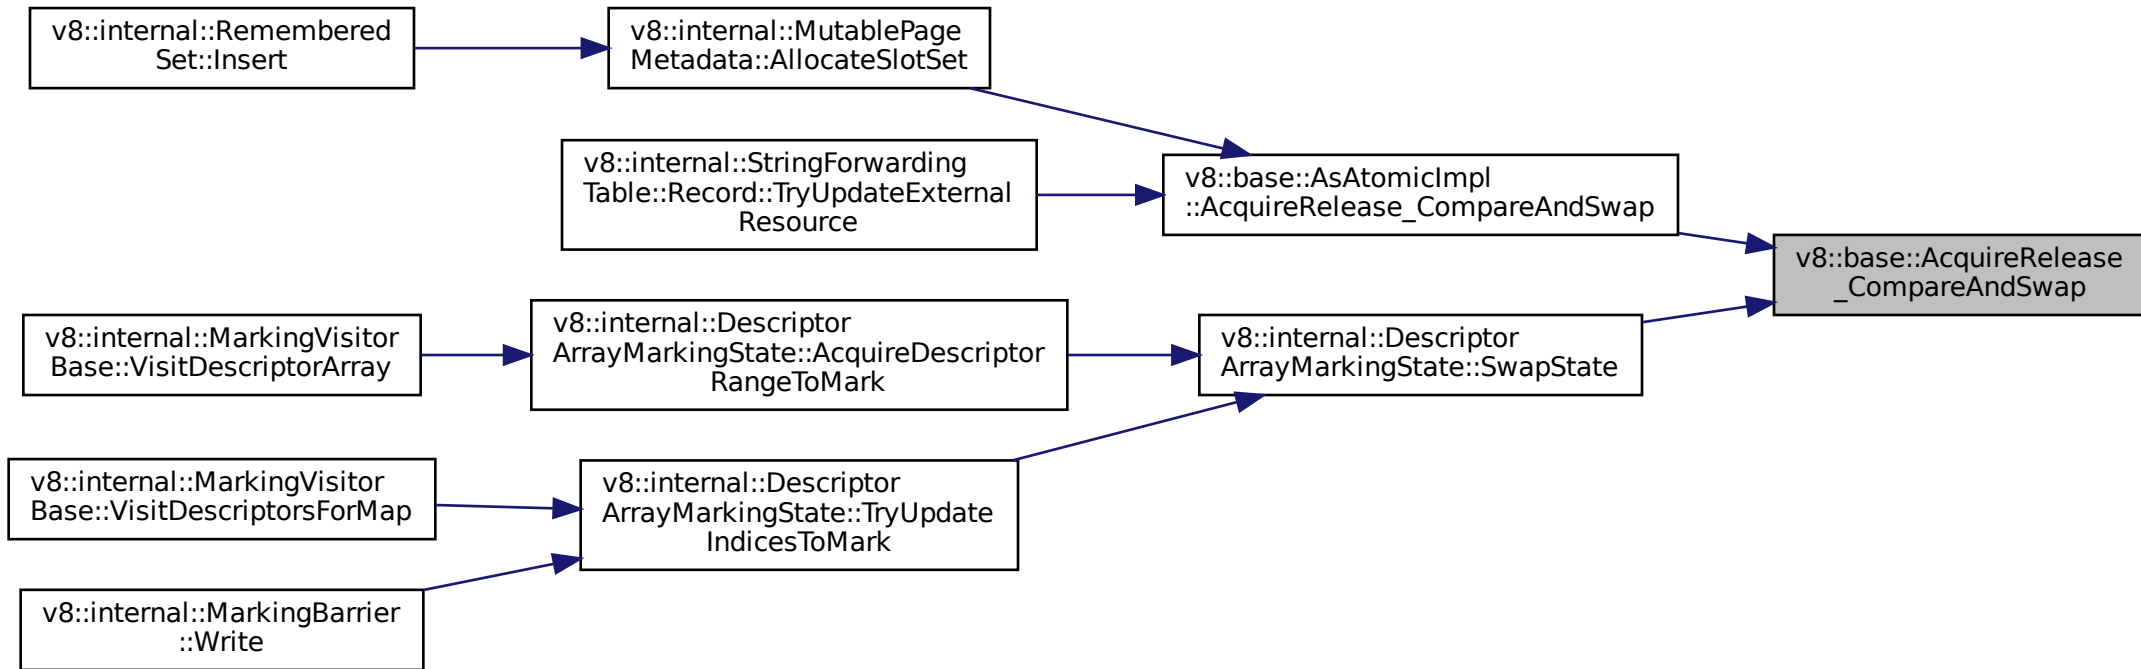 v8::internal::Remembered
Set::Insert
v8::internal::MutablePage
Metadata::AllocateSlotSet
v8::internal::StringForwarding
Table::Record::TryUpdateExternal
Resource
v8::base::AsAtomicImpl
::AcquireRelease_CompareAndSwap
v8::base::AcquireRelease
_CompareAndSwap
v8::internal::MarkingVisitor
Base::VisitDescriptorArray
v8::internal::Descriptor
ArrayMarkingState::AcquireDescriptor
RangeToMark
v8::internal::Descriptor
ArrayMarkingState::SwapState
v8::internal::MarkingVisitor
Base::VisitDescriptorsForMap
v8::internal::Descriptor
ArrayMarkingState::TryUpdate
IndicesToMark
v8::internal::MarkingBarrier
::Write